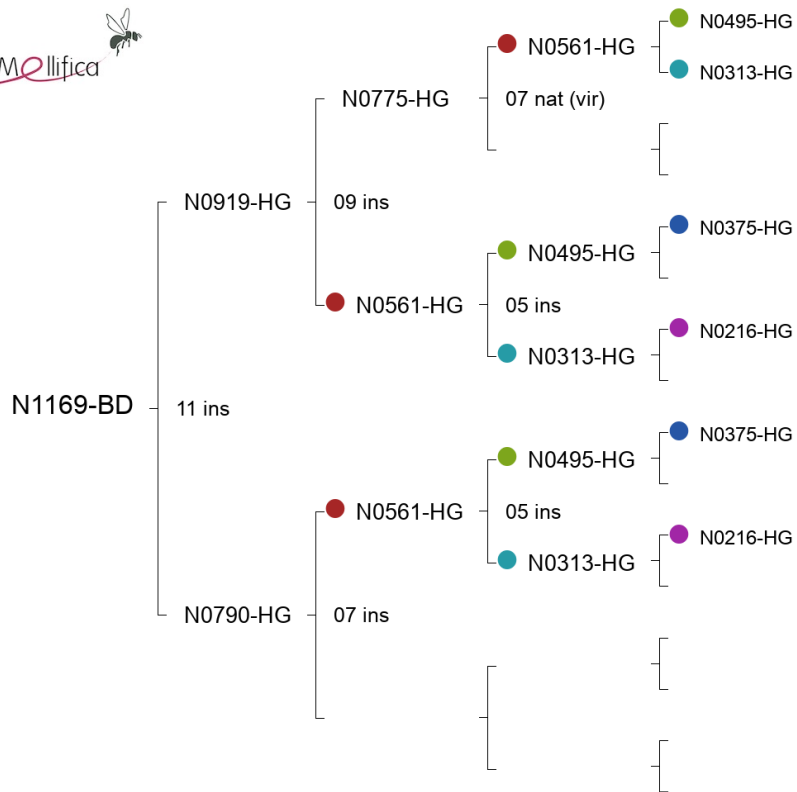 Mellifica
N0495-HG
N0561-HG
N0313-HG
N0775-HG
07 nat (vir)
N0919-HG
09 ins
N0495-HG
N0375-HG
N0561-HG
05 ins
N0313-HG
N0216-HG
N1169-BD
11 ins
N0495-HG
N0375-HG
N0561-HG
05 ins
N0313-HG
N0216-HG
N0790-HG
07 ins